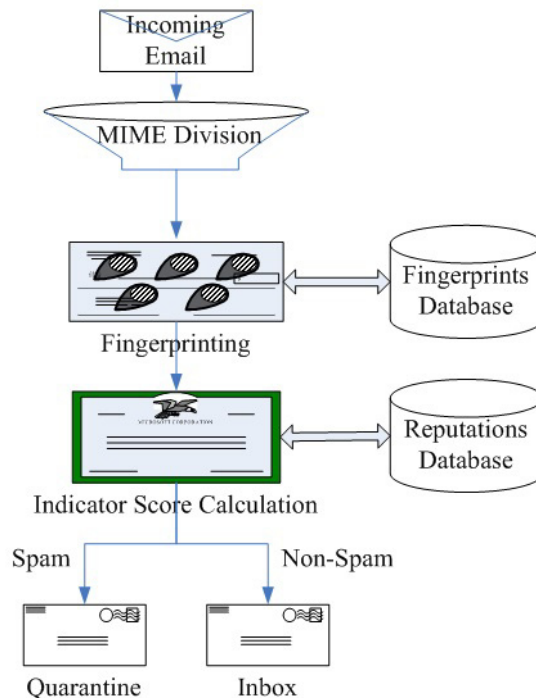 Incoming
Email
MIME Division
Fingerprints
Database
Fingerprinting
Reputations
Database
Indicator Score Calculation
Spam
Non-Spam
Quarantine
Inbox